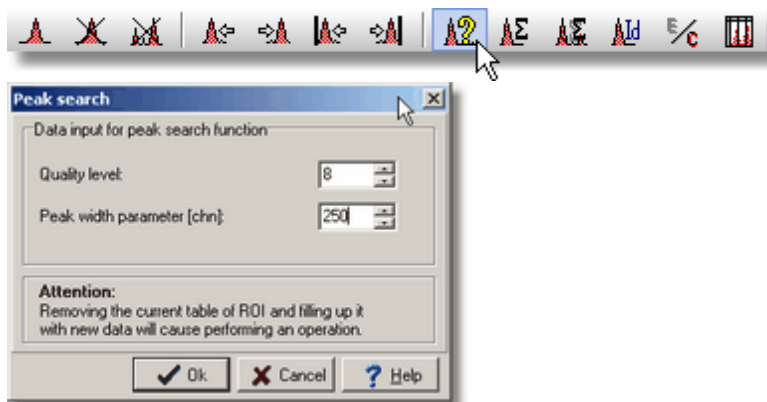 ? Σ Σ Id E/c
Peak search
Data input for peak search function
Quality level: 8
Peak width parameter [chn]: 250
Attention:
Removing the current table of ROI and filling up it
with new data will cause performing an operation.
Ok Cancel ? Help